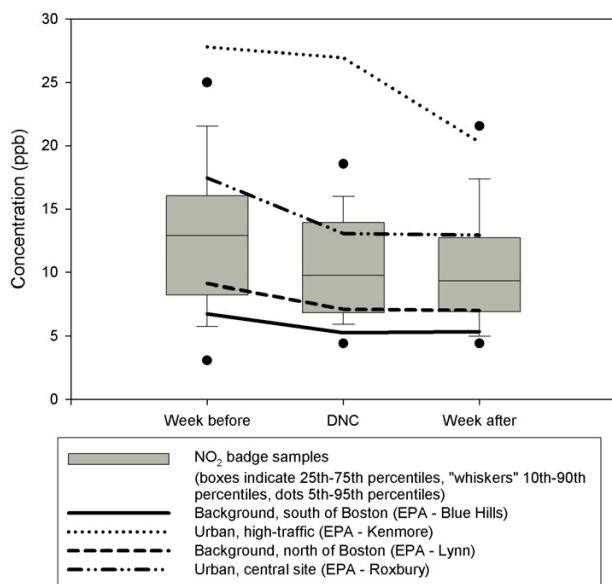 30
25
20
15
10
5
0
Concentration (ppb)
Week before DNC Week after
NO2 badge samples
(boxes indicate 25th-75th percentiles, "whiskers" 10th-90th
percentiles, dots 5th-95th percentiles)
Background, south of Boston (EPA - Blue Hills)
Urban, high-traffic (EPA - Kenmore)
Background, north of Boston (EPA - Lynn)
Urban, central site (EPA - Roxbury)